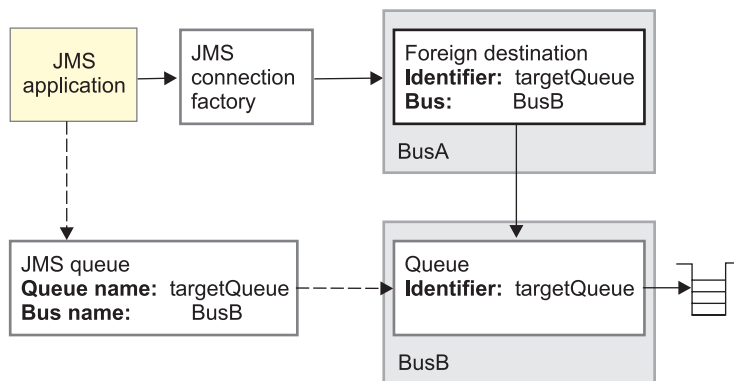 JMS
application
JMS
connection
factory
Foreign destination
Identifier: targetQueue
Bus: BusB
BusA
JMS queue
Queue name: targetQueue
Bus name: BusB
Queue
Identifier: targetQueue
BusB